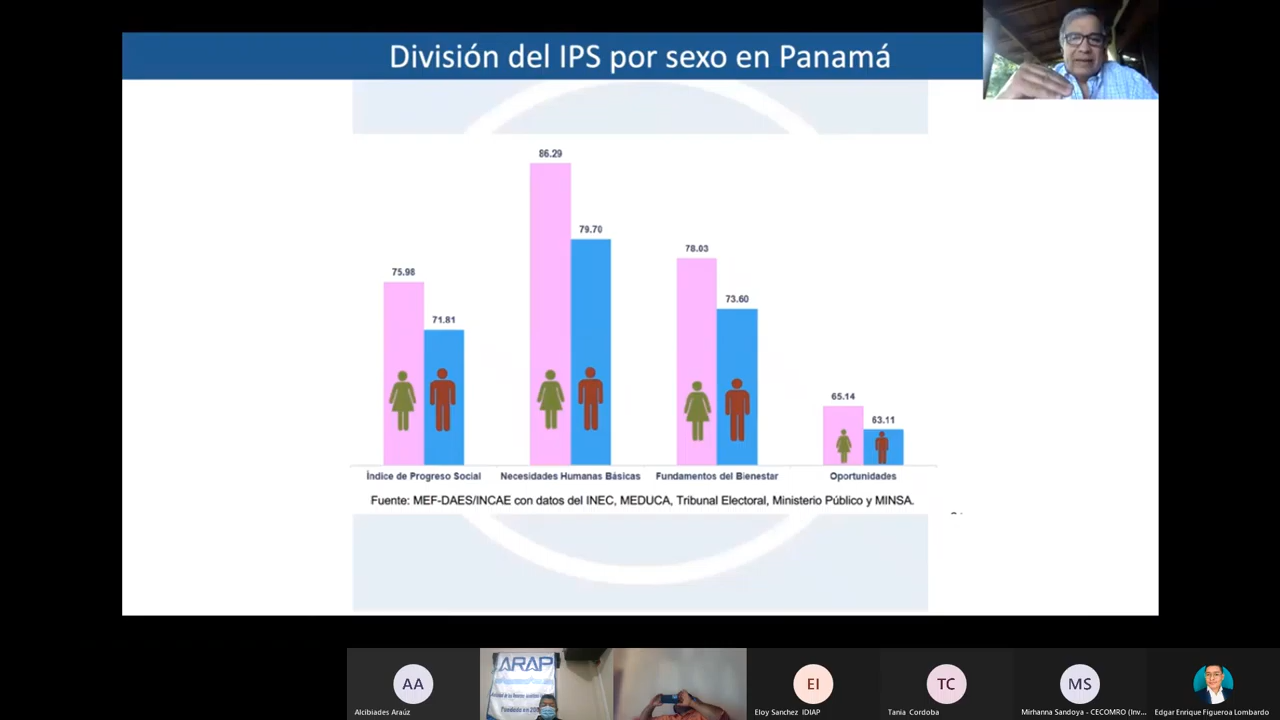 División del IPS por sexo en Panamá
86.29
79.70
78.03
75.98
73.60
71.81
65.14
63.11
Índice de Progreso Social
Necesidades Humanas Básicas
Fundamentos del Bienestar
Oportunidades
Fuente: MEF-DAES/INCAE con datos del INEC, MEDUCA, Tribunal Electoral, Ministerio Público y MINSA.
AA
Alcibiades Araúz
ARAP
EI
Eloy Sanchez IDIAP
TC
Tania Cordoba
MS
Mirhanna Sandoya - CECOMRO (Inv...
Edgar Enrique Figueroa Lombardo